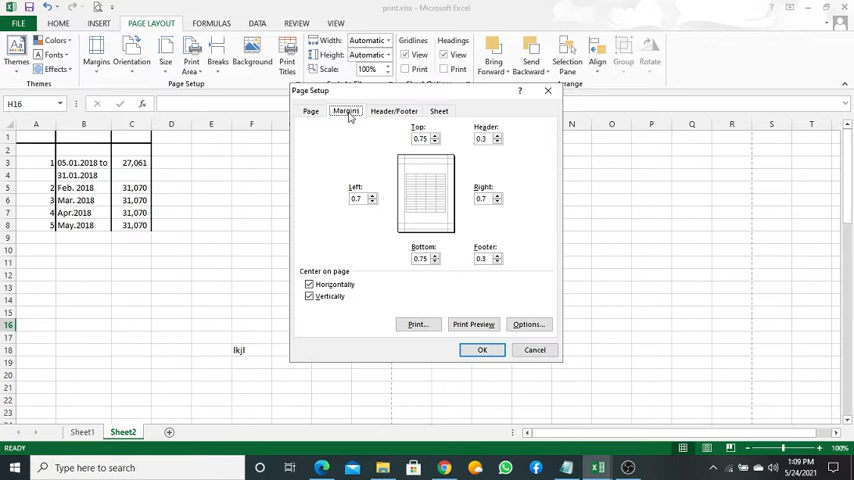 print.xlsx - Microsoft Excel
FILE HOME INSERT PAGE LAYOUT FORMULAS DATA REVIEW VIEW
Themes
Colors
Fonts
Effects
Margins
Orientation
Size
Print
Area
Breaks
Background
Print
Titles
Page Setup
Width: Automatic
Height: Automatic
Scale: 100%
Gridlines Headings
View View
Print Print
Bring
Forward
Send
Backward
Selection
Pane
Align
Group
Rotate
Arrange
H16 fx
A B C D E F N O P Q R S T
1
2
3 1 05.01.2018 to 27,061
4 31.01.2018
5 2 Feb. 2018 31,070
6 3 Mar. 2018 31,070
7 4 Apr.2018 31,070
8 5 May.2018 31,070
9
10
11
12
13
14
15
16
17
18 lkjl
19
20
21
22
23
Page Setup ?
Page Margins Header/Footer Sheet
Top: Header:
0.75 0.3
Left: Right:
0.7 0.7
Bottom: Footer:
0.75 0.3
Center on page
Horizontally
Vertically
Print... Print Preview Options...
OK Cancel
Sheet1 Sheet2
READY 100%
Type here to search
1:09 PM
5/24/2021